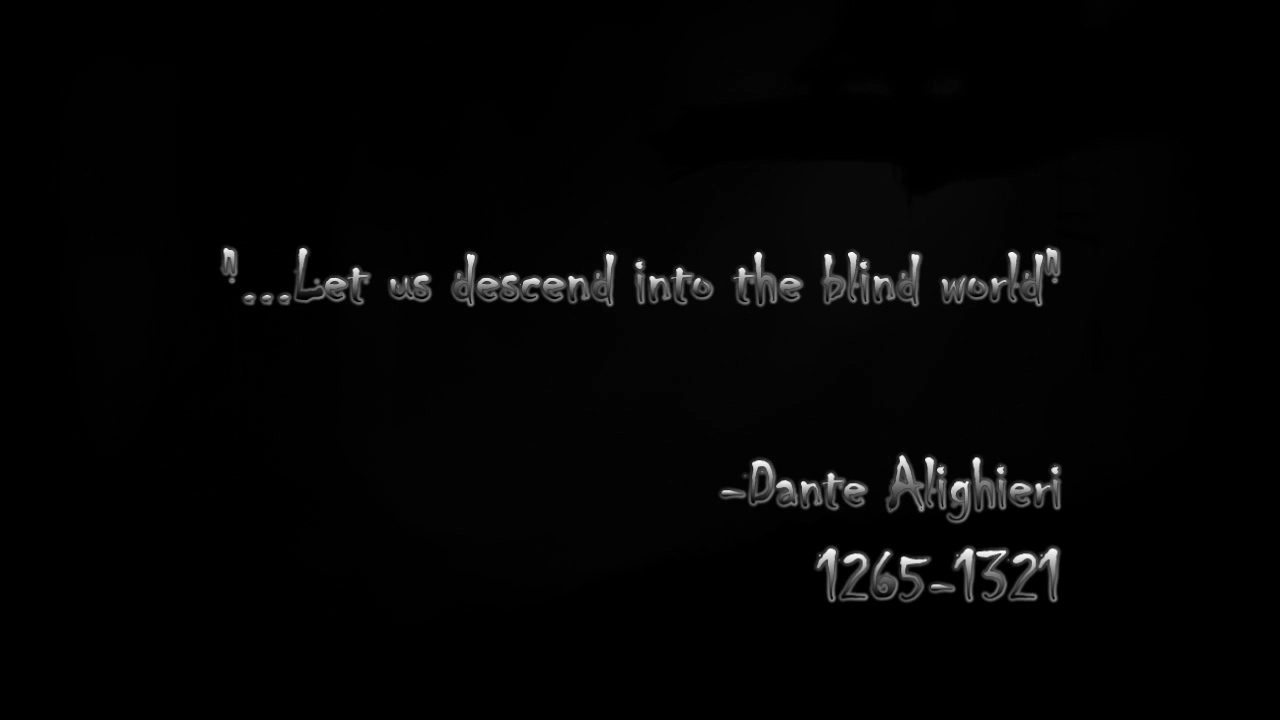 "...Let us descend into the blind world"
-Dante Alighieri
1265-1321